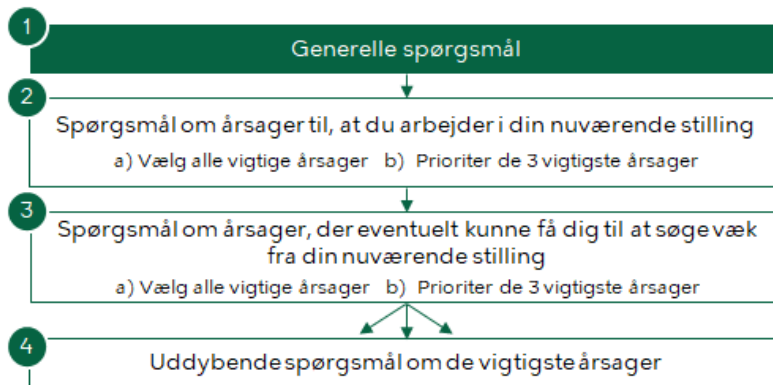 1
Generelle spørgsmål
2
Spørgsmål om årsager til, at du arbejder i din nuværende stilling
a) Vælg alle vigtige årsager b) Prioriter de 3 vigtigste årsager
3
Spørgsmål om årsager, der eventuelt kunne få dig til at søge væk
fra din nuværende stilling
a) Vælg alle vigtige årsager b) Prioriter de 3 vigtigste årsager
4
Uddybende spørgsmål om de vigtigste årsager